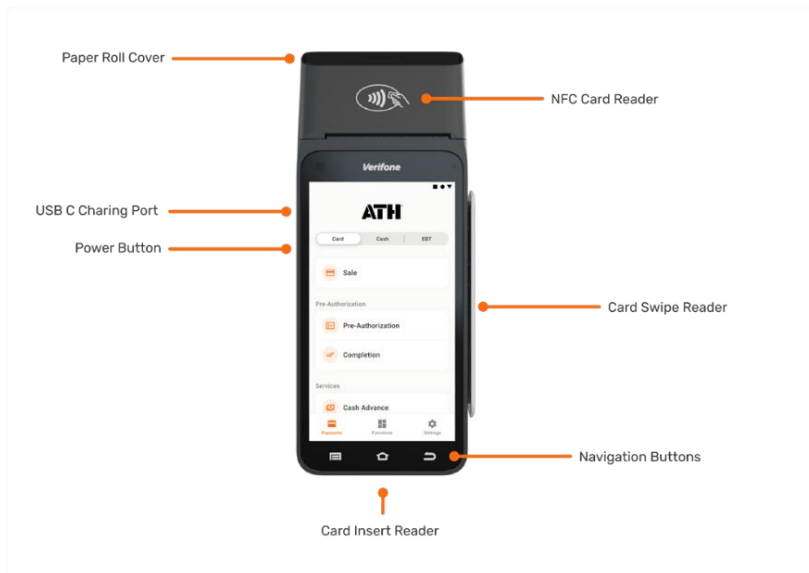 Paper Roll Cover
NFC Card Reader
Verifone
USB C Charing Port
ATH
Power Button
Card Cash EBT
Sale
Pre-Authorization
Pre-Authorization
Card Swipe Reader
Completion
Services
Cash Advance
Payments Functions Settings
Navigation Buttons
Card Insert Reader